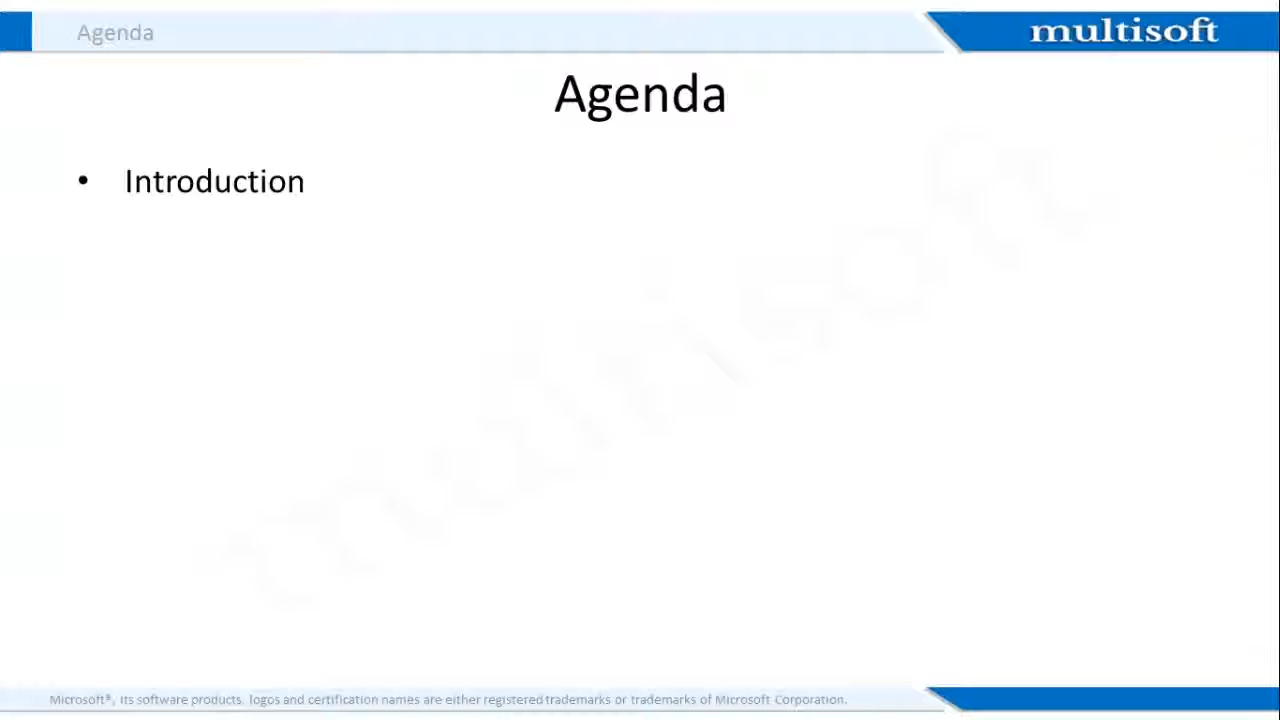 Agenda
multisoft
Agenda
• Introduction
multisoft
Microsoft®, its software products, logos and certification names are either registered trademarks or trademarks of Microsoft Corporation.